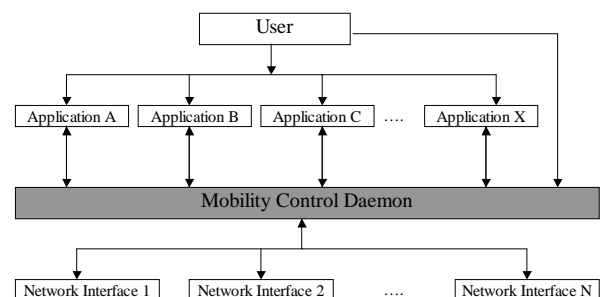 User
Application A Application B Application C .... Application X
Mobility Control Daemon
Network Interface 1 Network Interface 2 .... Network Interface N